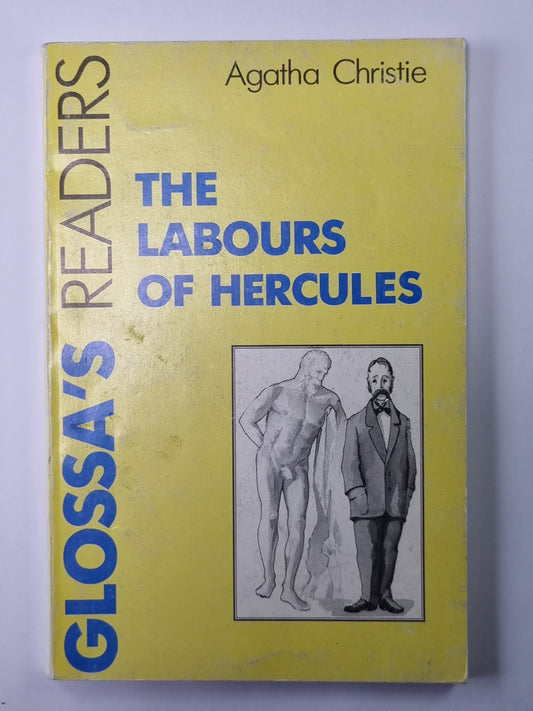 Agatha Christie
THE
LABOURS
OF HERCULES
GLOSSA'S READERS